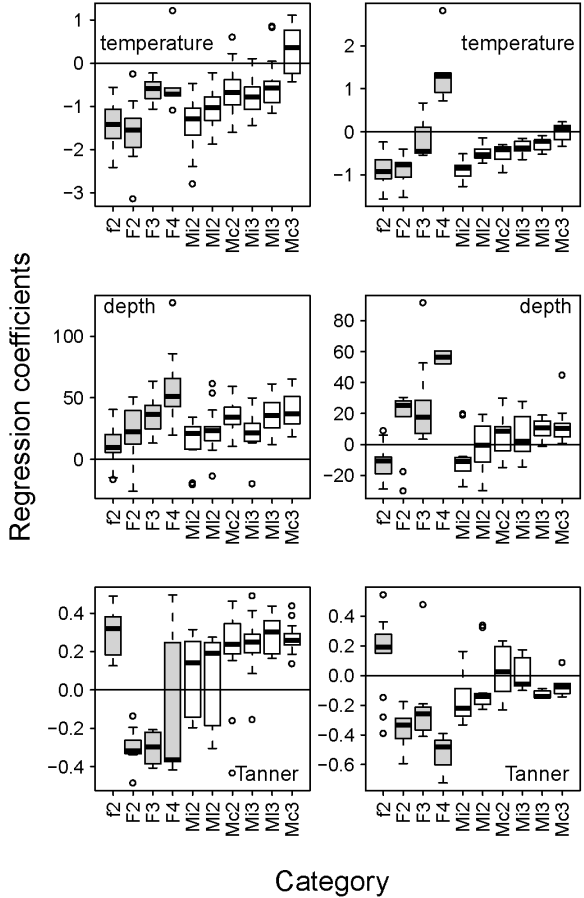 temperature
1
0
−1
−2
−3
f2 F2 F3 F4 Mi2 Ml2 Mc2 Mi3 Ml3 Mc3
temperature
2
1
0
−1
f2 F2 F3 F4 Mi2 Ml2 Mc2 Mi3 Ml3 Mc3
Regression coefficients
depth
100
50
0
f2 F2 F3 F4 Mi2 Ml2 Mc2 Mi3 Ml3 Mc3
depth
80
60
40
20
0
−20
f2 F2 F3 F4 Mi2 Ml2 Mc2 Mi3 Ml3 Mc3
Tanner
0.4
0.2
0.0
−0.2
−0.4
f2 F2 F3 F4 Mi2 Ml2 Mc2 Mi3 Ml3 Mc3
Tanner
0.4
0.2
0.0
−0.2
−0.4
−0.6
f2 F2 F3 F4 Mi2 Ml2 Mc2 Mi3 Ml3 Mc3
Category